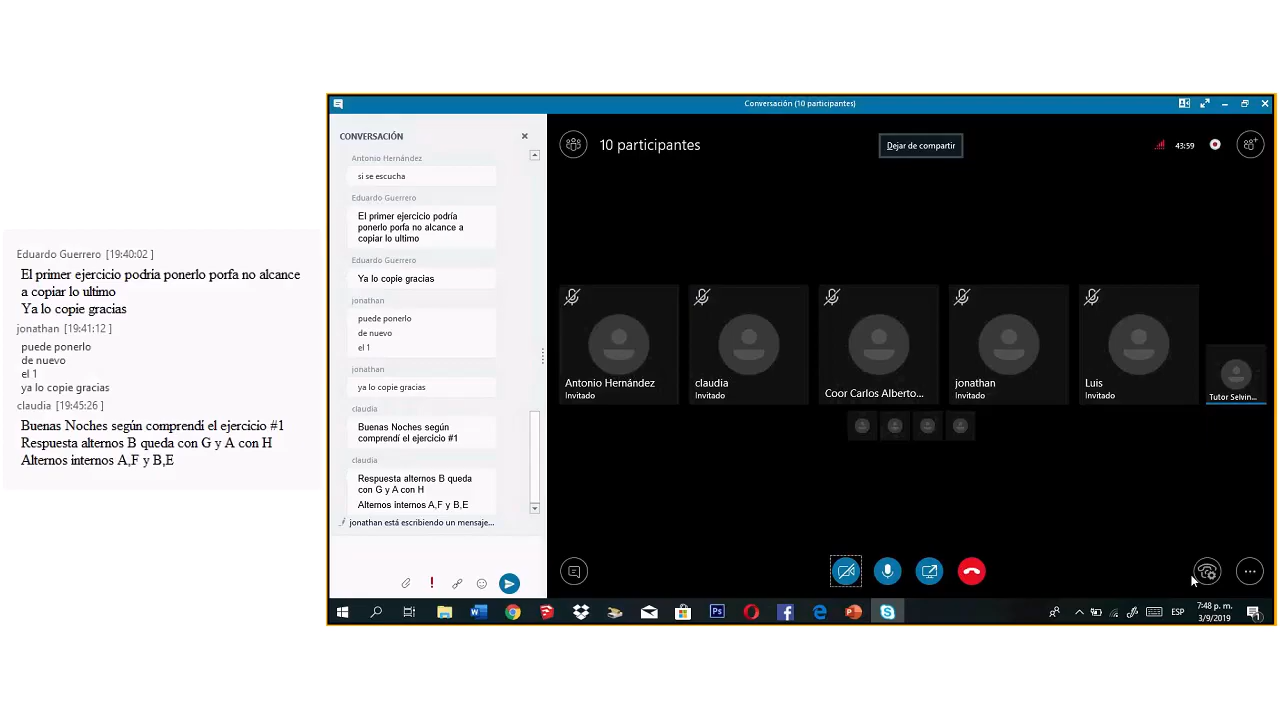 Eduardo Guerrero [19:40:02 ]
El primer ejercicio podria ponerlo porfa no alcance
a copiar lo ultimo
Ya lo copie gracias
jonathan [19:41:12 ]
puede ponerlo
de nuevo
el 1
ya lo copie gracias
claudia [19:45:26 ]
Buenas Noches según comprendi el ejercicio #1
Respuesta alternos B queda con G y A con H
Alternos internos A,F y B,E
Conversación (10 participantes)
CONVERSACIÓN
Antonio Hernández
si se escucha
Eduardo Guerrero
El primer ejercicio podría
ponerlo porfa no alcance a
copiar lo ultimo
Eduardo Guerrero
Ya lo copie gracias
jonathan
puede ponerlo
de nuevo
el 1
jonathan
ya lo copie gracias
claudia
Buenas Noches según
comprendí el ejercicio #1
claudia
Respuesta alternos B queda
con G y A con H
Alternos internos A,F y B,E
jonathan está escribiendo un mensaje...
10 participantes
Dejar de compartir
43:59
Antonio Hernández
Invitado
claudia
Invitado
Coor Carlos Alberto...
jonathan
Invitado
Luis
Invitado
Tutor Selvin...
ESP
7:48 p. m.
3/9/2019